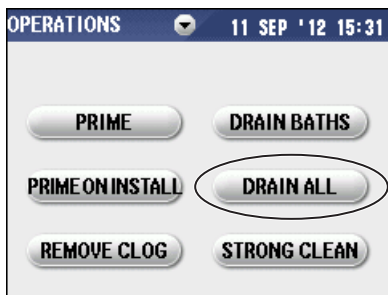 OPERATIONS 11 SEP '12 15:31
PRIME DRAIN BATHS
PRIME ON INSTALL DRAIN ALL
REMOVE CLOG STRONG CLEAN